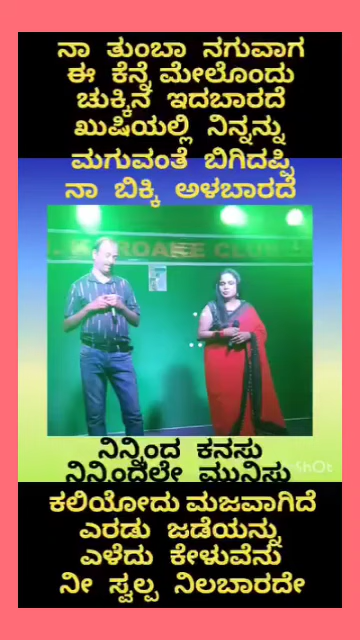 ನಾ ತುಂಬಾ ನಗುವಾಗ
ಈ ಕೆನ್ನೆ ಮೇಲೊಂದು
ಚುಕ್ಕಿನ ಇದಬಾರದೆ
ಖುಷಿಯಲ್ಲಿ ನಿನ್ನನ್ನು
ಮಗುವಂತೆ ಬಿಗಿದಪ್ಪಿ
ನಾ ಬಿಕ್ಕಿ ಅಳಬಾರದೆ
KAROAKE CLUB
ನಿನ್ನಿಂದ ಕನಸು
ನಿನ್ನಿಂದಲೇ ಮುನಿಸು
ಕಲಿಯೋದು ಮಜವಾಗಿದೆ
ಎರಡು ಜಡೆಯನ್ನು
ಎಳೆದು ಕೇಳುವೆನು
ನೀ ಸ್ವಲ್ಪ ನಿಲಬಾರದೇ